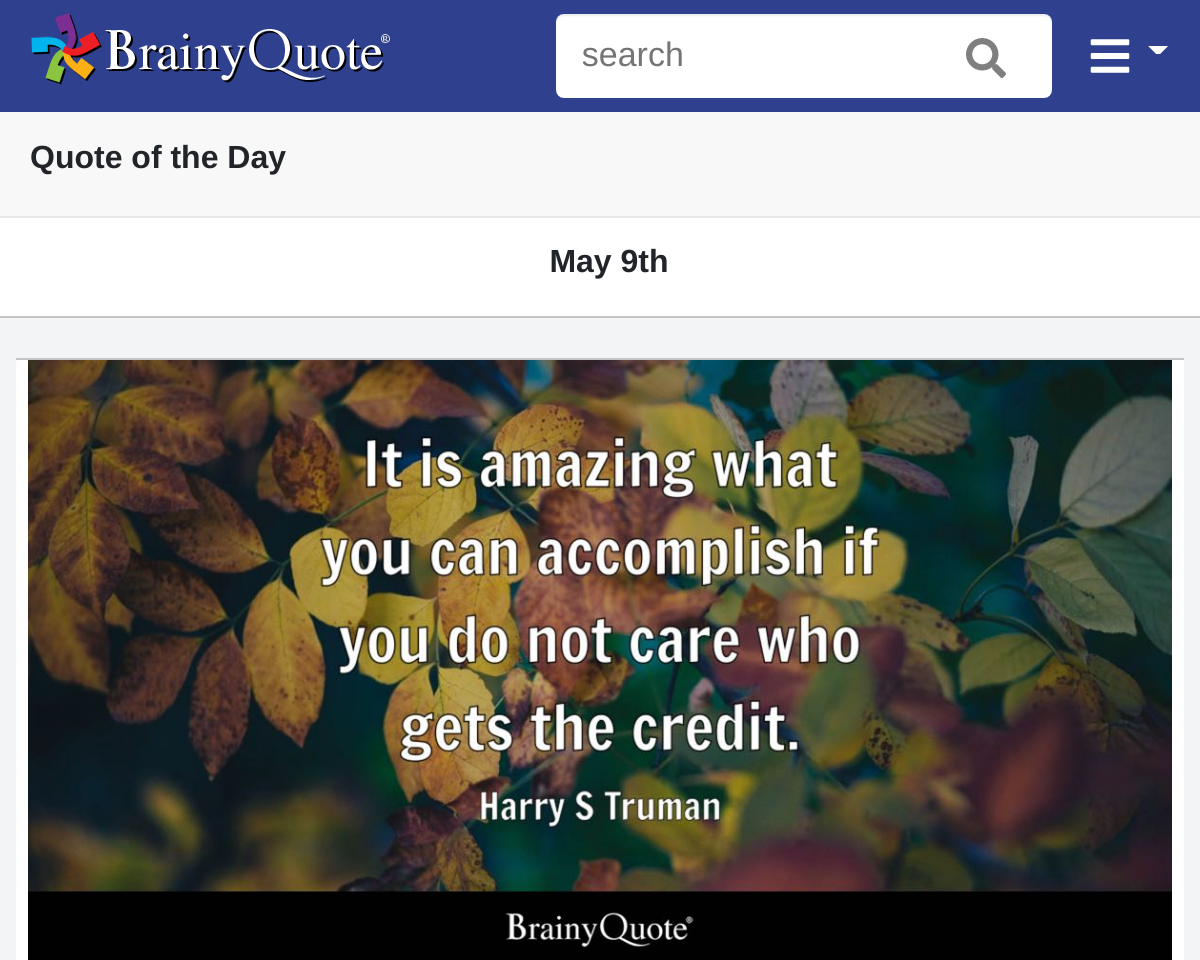 BrainyQuote®
search
Quote of the Day
May 9th
It is amazing what
you can accomplish if
you do not care who
gets the credit.
Harry S Truman
BrainyQuote®